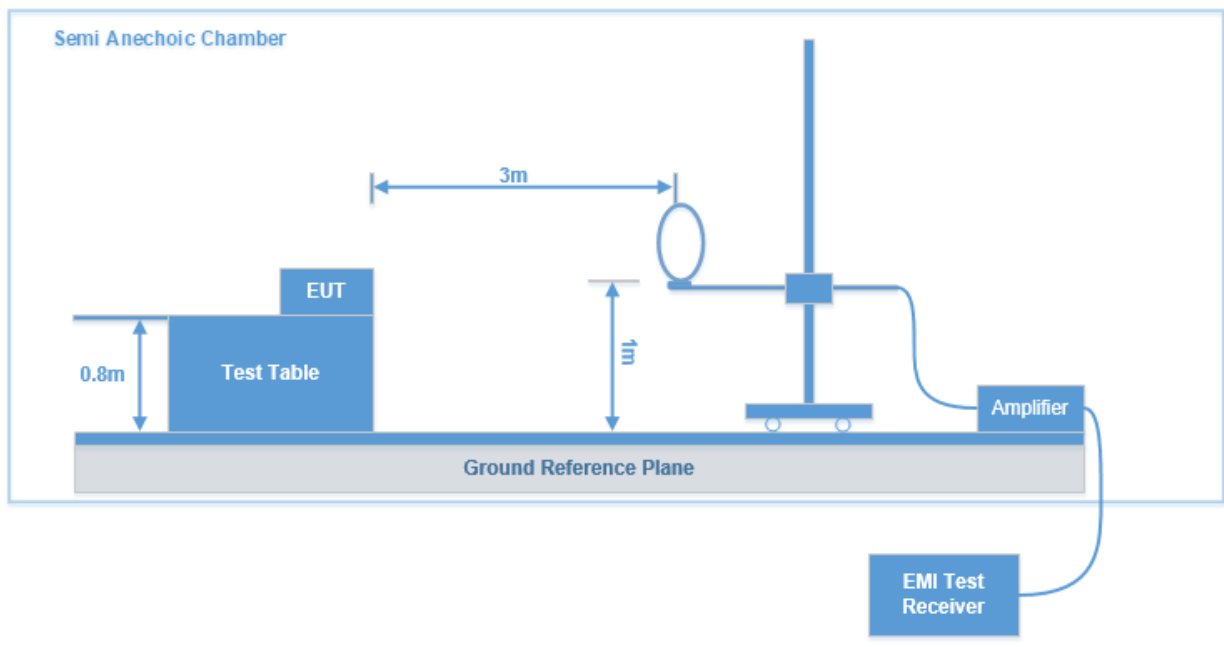 Semi Anechoic Chamber
3m
EUT
1m
0.8m
Test Table
Amplifier
Ground Reference Plane
EMI Test
Receiver